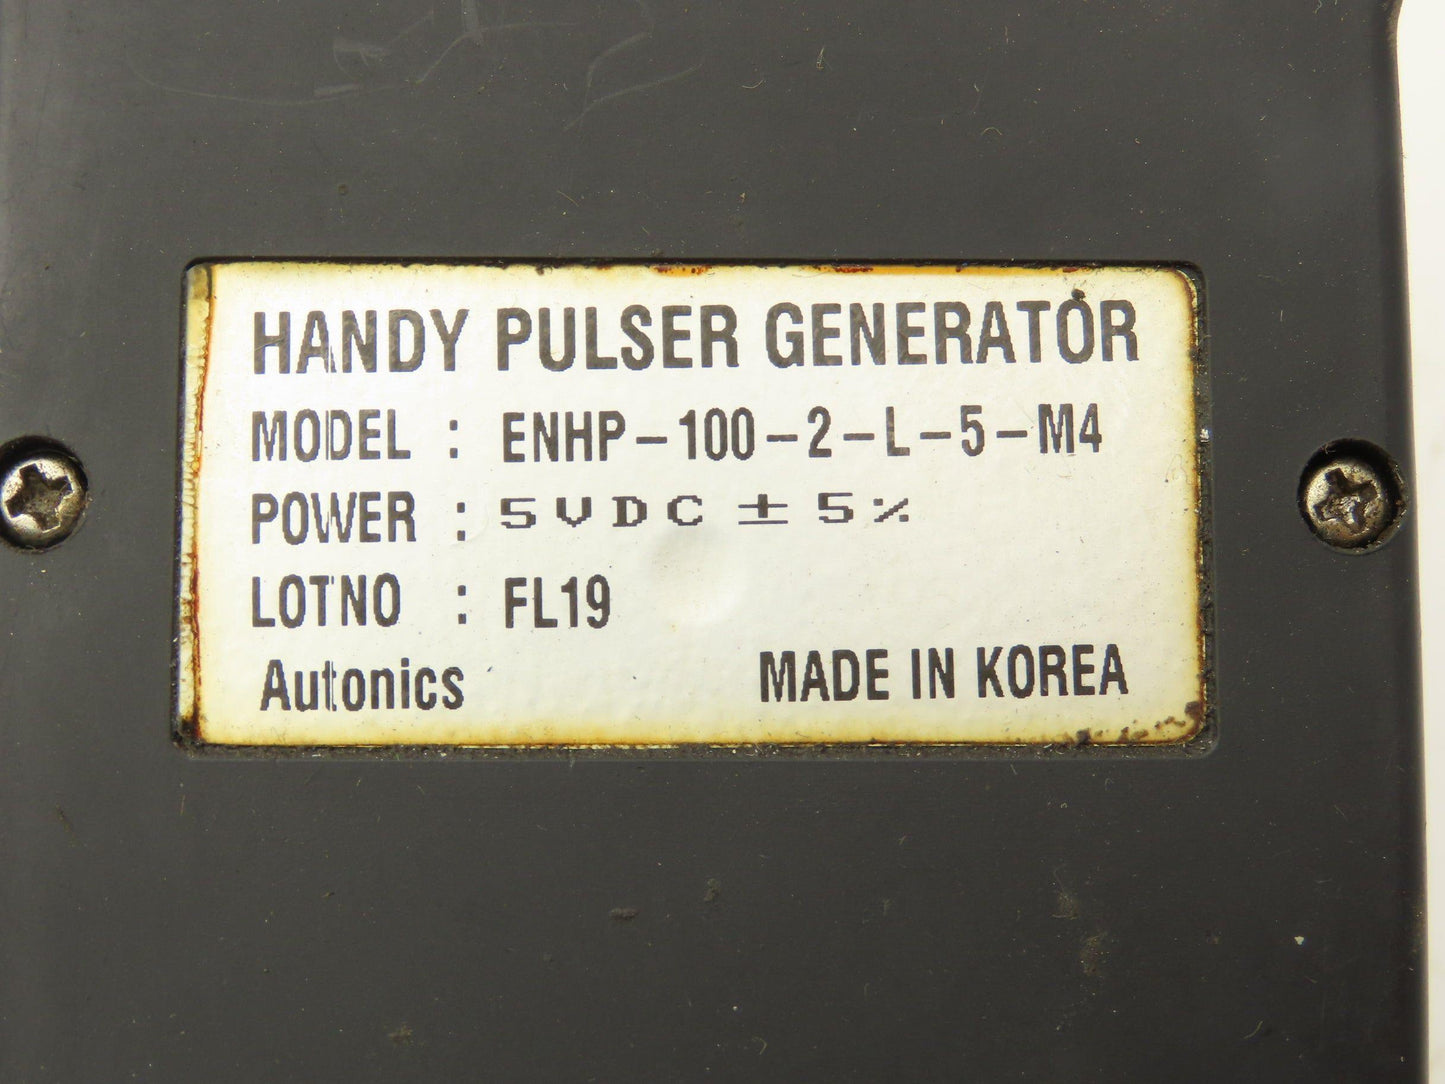 HANDY PULSER GENERATOR
MODEL : ENHP-100-2-L-5-M4
POWER : 5VDC ± 5%
LOTNO : FL19
Autonics MADE IN KOREA